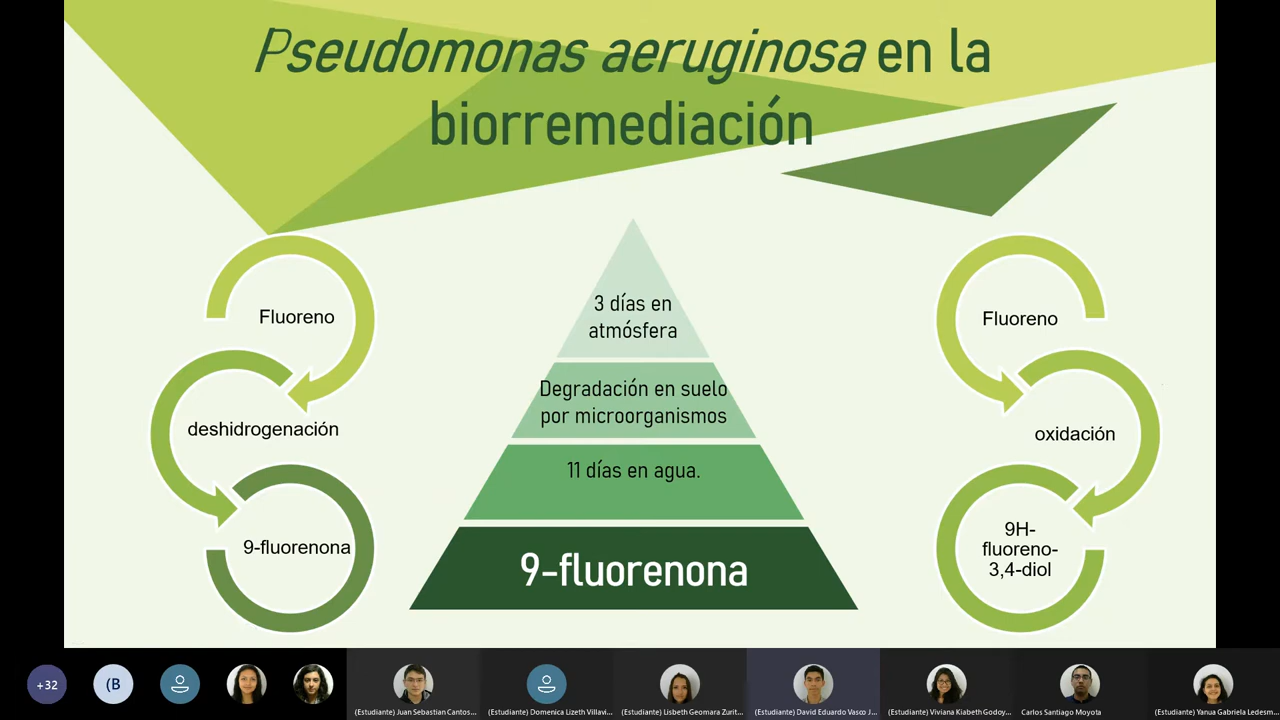 Pseudomonas aeruginosa en la
biorremediación
Fluoreno
deshidrogenación
9-fluorenona
3 días en
atmósfera
Degradación en suelo
por microorganismos
11 días en agua.
9-fluorenona
Fluoreno
oxidación
9H-
fluoreno-
3,4-diol
+32
(B
(Estudiante) Juan Sebastian Cantos...
(Estudiante) Domenica Lizeth Villavi...
(Estudiante) Lisbeth Geomara Zurit...
(Estudiante) David Eduardo Vasco J...
(Estudiante) Viviana Kiabeth Godoy...
Carlos Santiago Moyota
(Estudiante) Yanua Gabriela Ledesm...